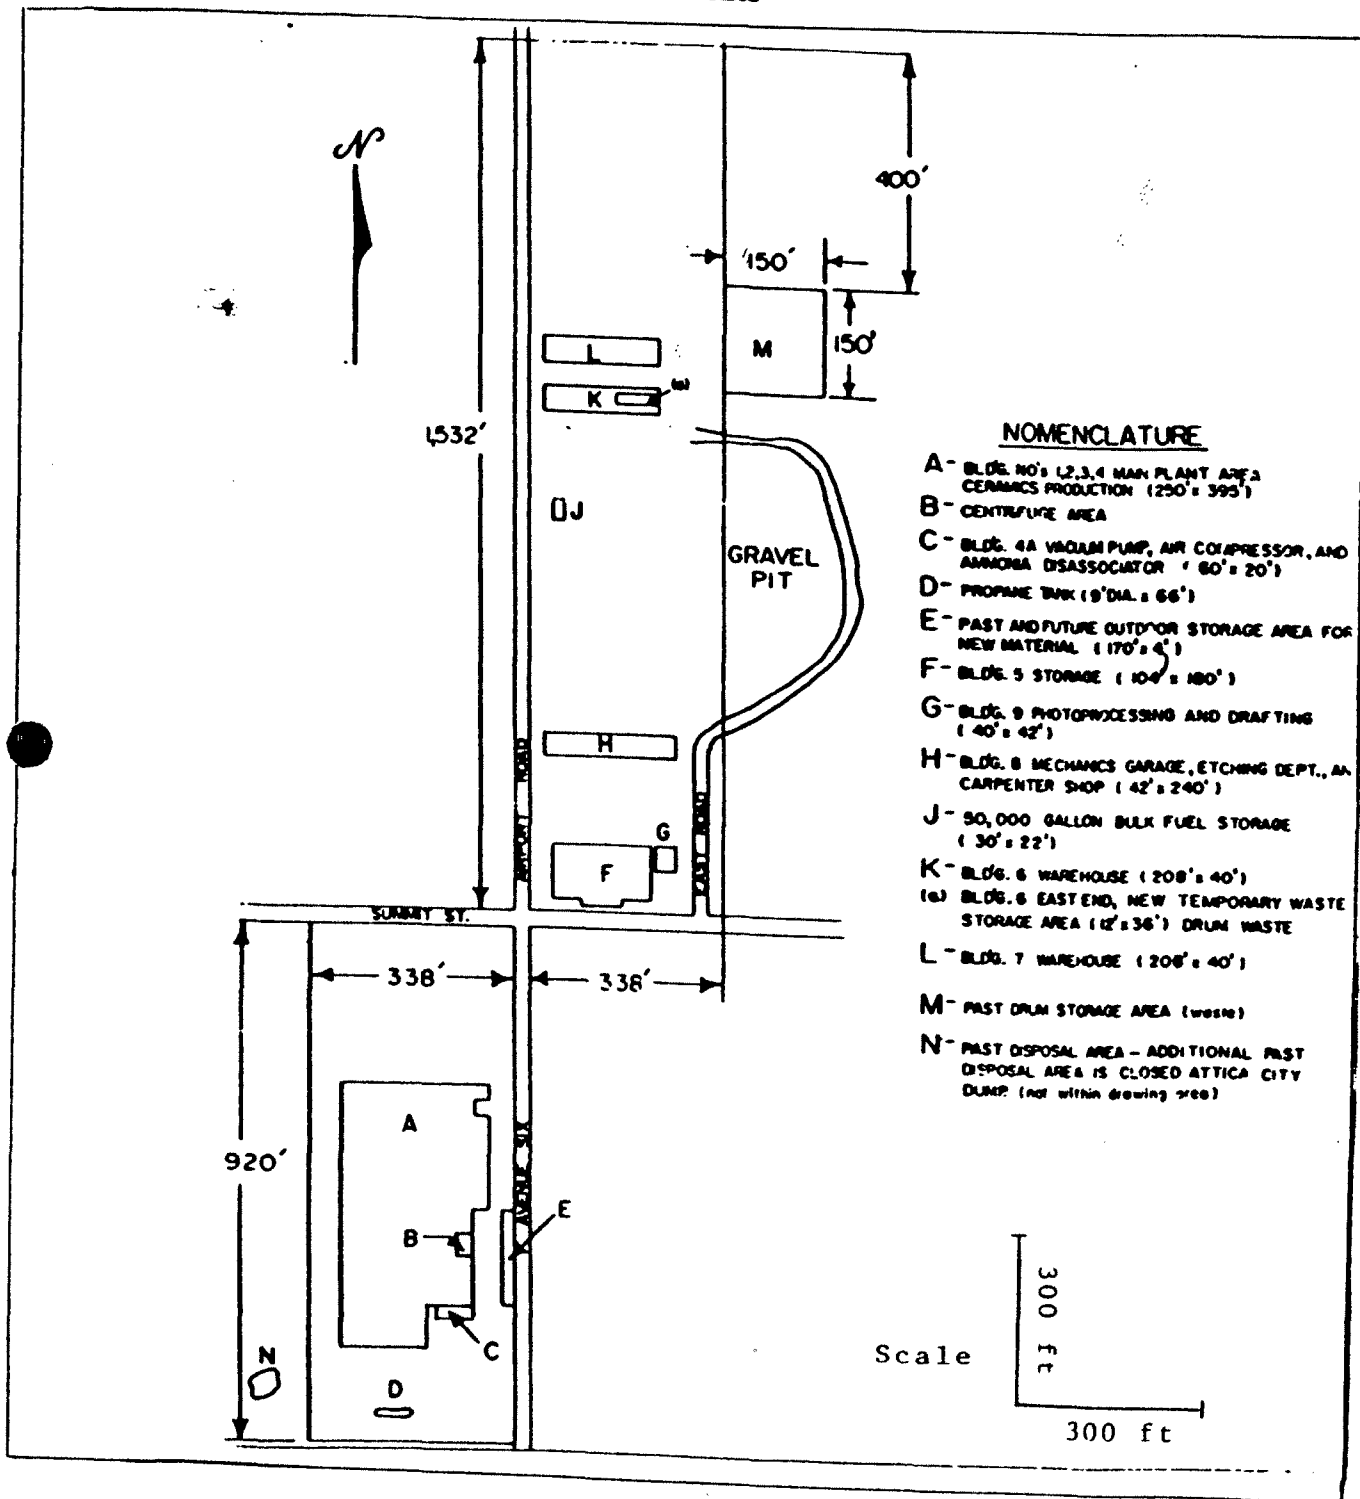 N
400'
150'
150'
L
M
K
(a)
1,532'
J
GRAVEL
PIT
H
AIRPORT ROAD
EAST ROAD
G
F
SUMMIT ST.
338'
338'
A
920'
AVENUE SIX
E
B
C
N
D
NOMENCLATURE
A - BLDG. NO's 1,2,3,4 MAIN PLANT AREA
CERAMICS PRODUCTION (250' x 395')
B - CENTRIFUGE AREA
C - BLDG. 4A VACUUM PUMP, AIR COMPRESSOR, AND
AMMONIA DISASSOCIATOR (60' x 20')
D - PROPANE TANK (9' DIA. x 66')
E - PAST AND FUTURE OUTDOOR STORAGE AREA FOR
NEW MATERIAL (170' x 4')
F - BLDG. 5 STORAGE (104' x 180')
G - BLDG. 9 PHOTOPROCESSING AND DRAFTING
(40' x 42')
H - BLDG. 8 MECHANICS GARAGE, ETCHING DEPT., AN
CARPENTER SHOP (42' x 240')
J - 50,000 GALLON BULK FUEL STORAGE
(30' x 22')
K - BLDG. 6 WAREHOUSE (208' x 40')
(a) BLDG. 6 EAST END, NEW TEMPORARY WASTE
STORAGE AREA (12' x 36') DRUM WASTE
L - BLDG. 7 WAREHOUSE (208' x 40')
M - PAST DRUM STORAGE AREA (waste)
N - PAST DISPOSAL AREA - ADDITIONAL PAST
DISPOSAL AREA IS CLOSED ATTICA CITY
DUMP. (not within drawing area)
Scale
300 ft
300 ft